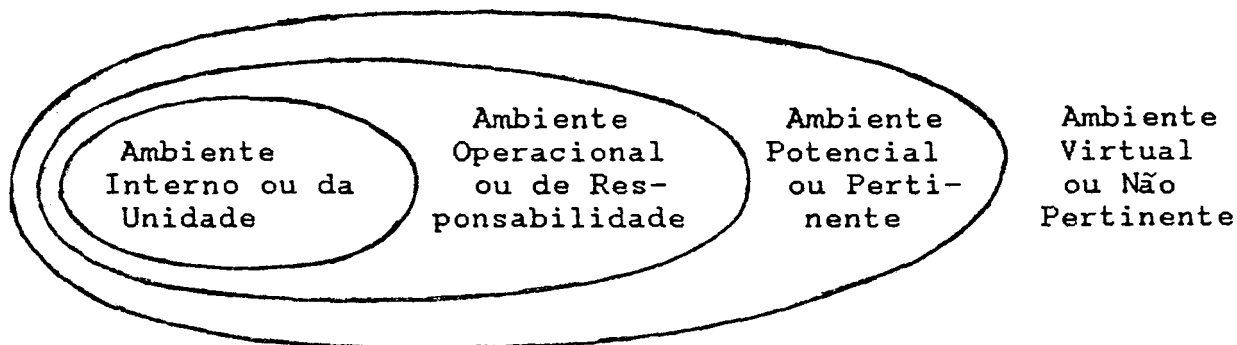 Ambiente
Interno ou da
Unidade
Ambiente
Operacional
ou de Res-
ponsabilidade
Ambiente
Potencial
ou Perti-
nente
Ambiente
Virtual
ou Não
Pertinente